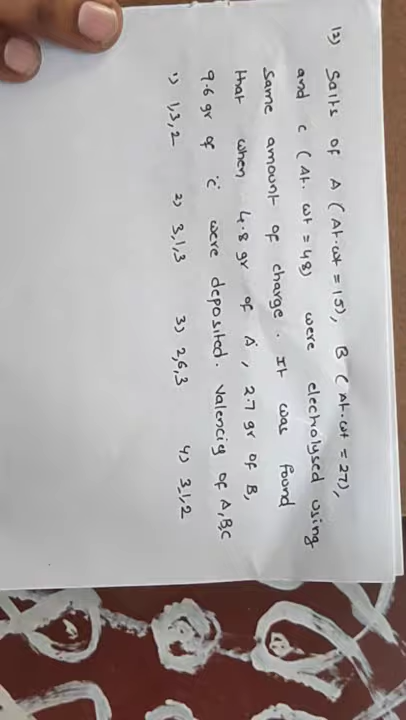 13) Salts of A (At.wt = 15), B (At.wt = 27),
and C (At. wt = 48) were electrolysed using
same amount of charge. It was found
that when 4.8 gr of A, 2.7 gr of B,
9.6 gr of 'C' were deposited. Valencies of A,B,C
1) 1,3,2 2) 3,1,3 3) 2,6,3 4) 3,1,2